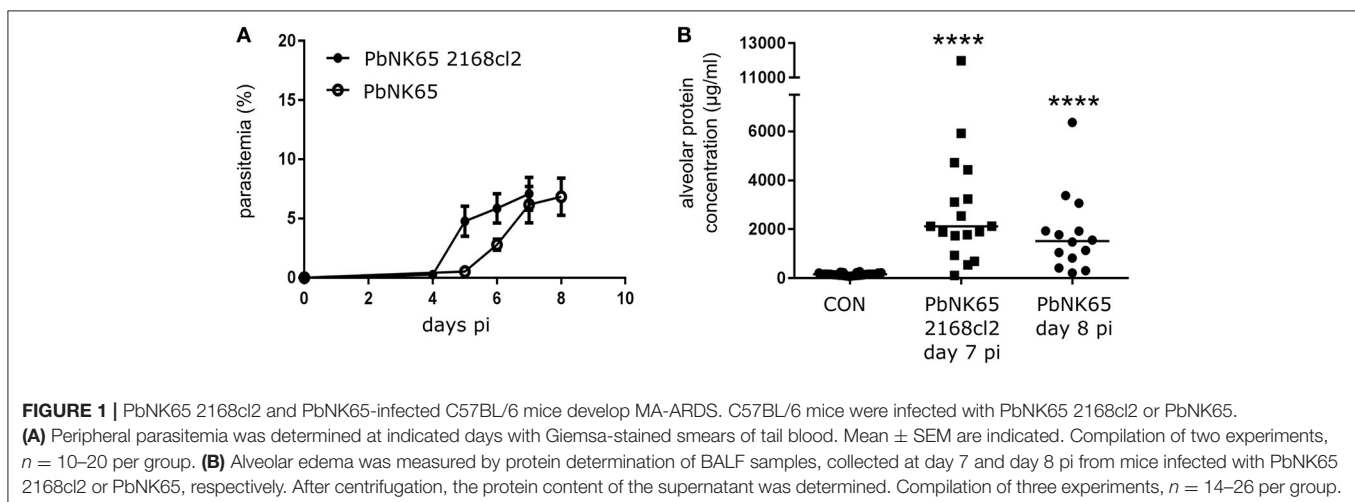 A
20
15
10
5
0
parasitemia (%)
PbNK65 2168cl2
PbNK65
0 2 4 6 8 10
days pi
B
13000
11000
6000
4000
2000
0
alveolar protein
concentration (µg/ml)
****
****
CON
PbNK65
2168cl2
day 7 pi
PbNK65
day 8 pi
FIGURE 1 | PbNK65 2168cl2 and PbNK65-infected C57BL/6 mice develop MA-ARDS. C57BL/6 mice were infected with PbNK65 2168cl2 or PbNK65.
(A) Peripheral parasitemia was determined at indicated days with Giemsa-stained smears of tail blood. Mean ± SEM are indicated. Compilation of two experiments,
n = 10–20 per group. (B) Alveolar edema was measured by protein determination of BALF samples, collected at day 7 and day 8 pi from mice infected with PbNK65
2168cl2 or PbNK65, respectively. After centrifugation, the protein content of the supernatant was determined. Compilation of three experiments, n = 14–26 per group.